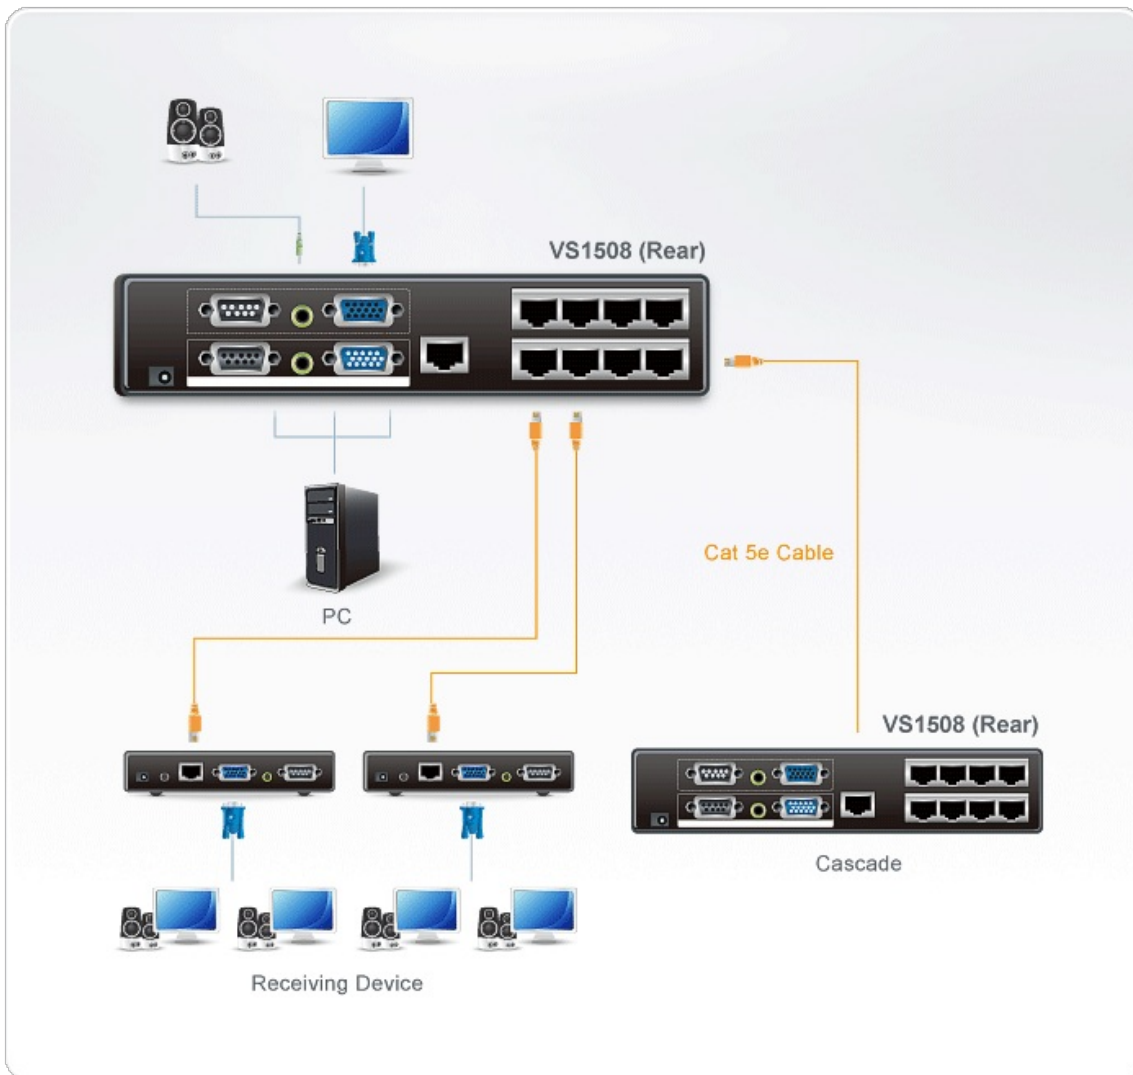 VS1508 (Rear)
Cat 5e Cable
PC
VS1508 (Rear)
Cascade
Receiving Device